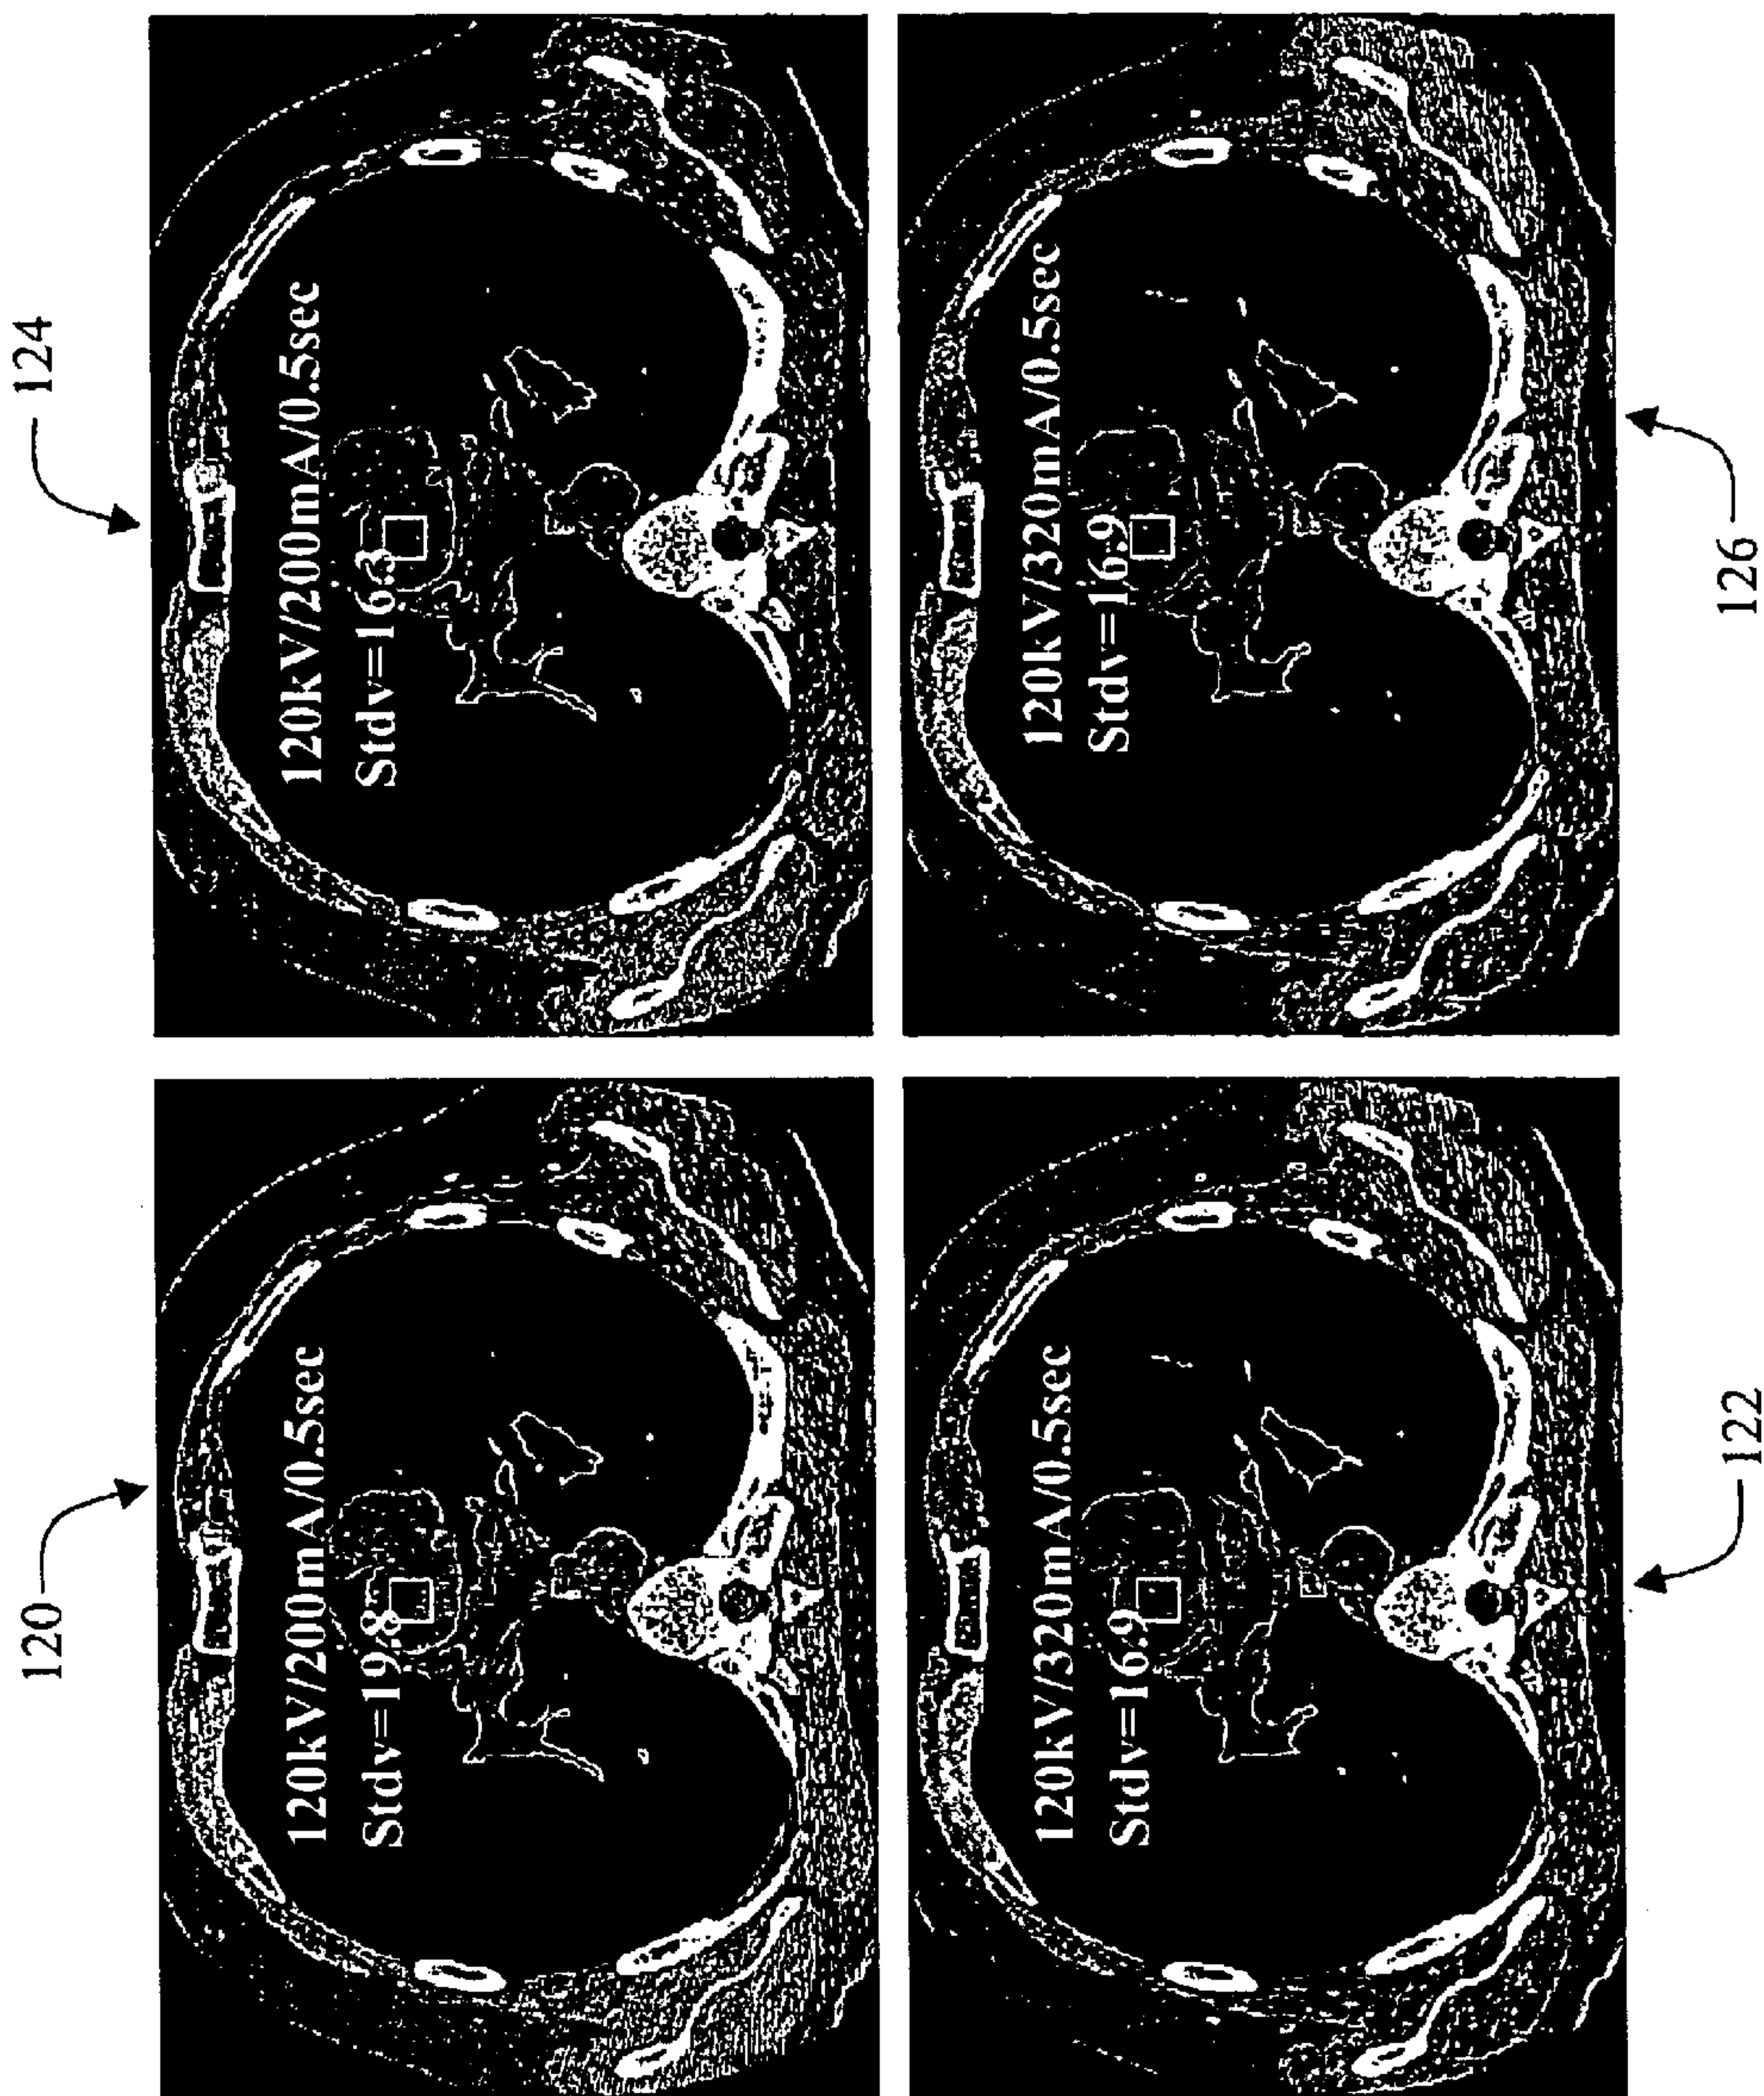 120
120kV/200mA/0.5sec
Stdv=19.8
124
120kV/200mA/0.5sec
Stdv=16.3
120kV/320mA/0.5sec
Stdv=16.9
122
120kV/320mA/0.5sec
Stdv=16.9
126